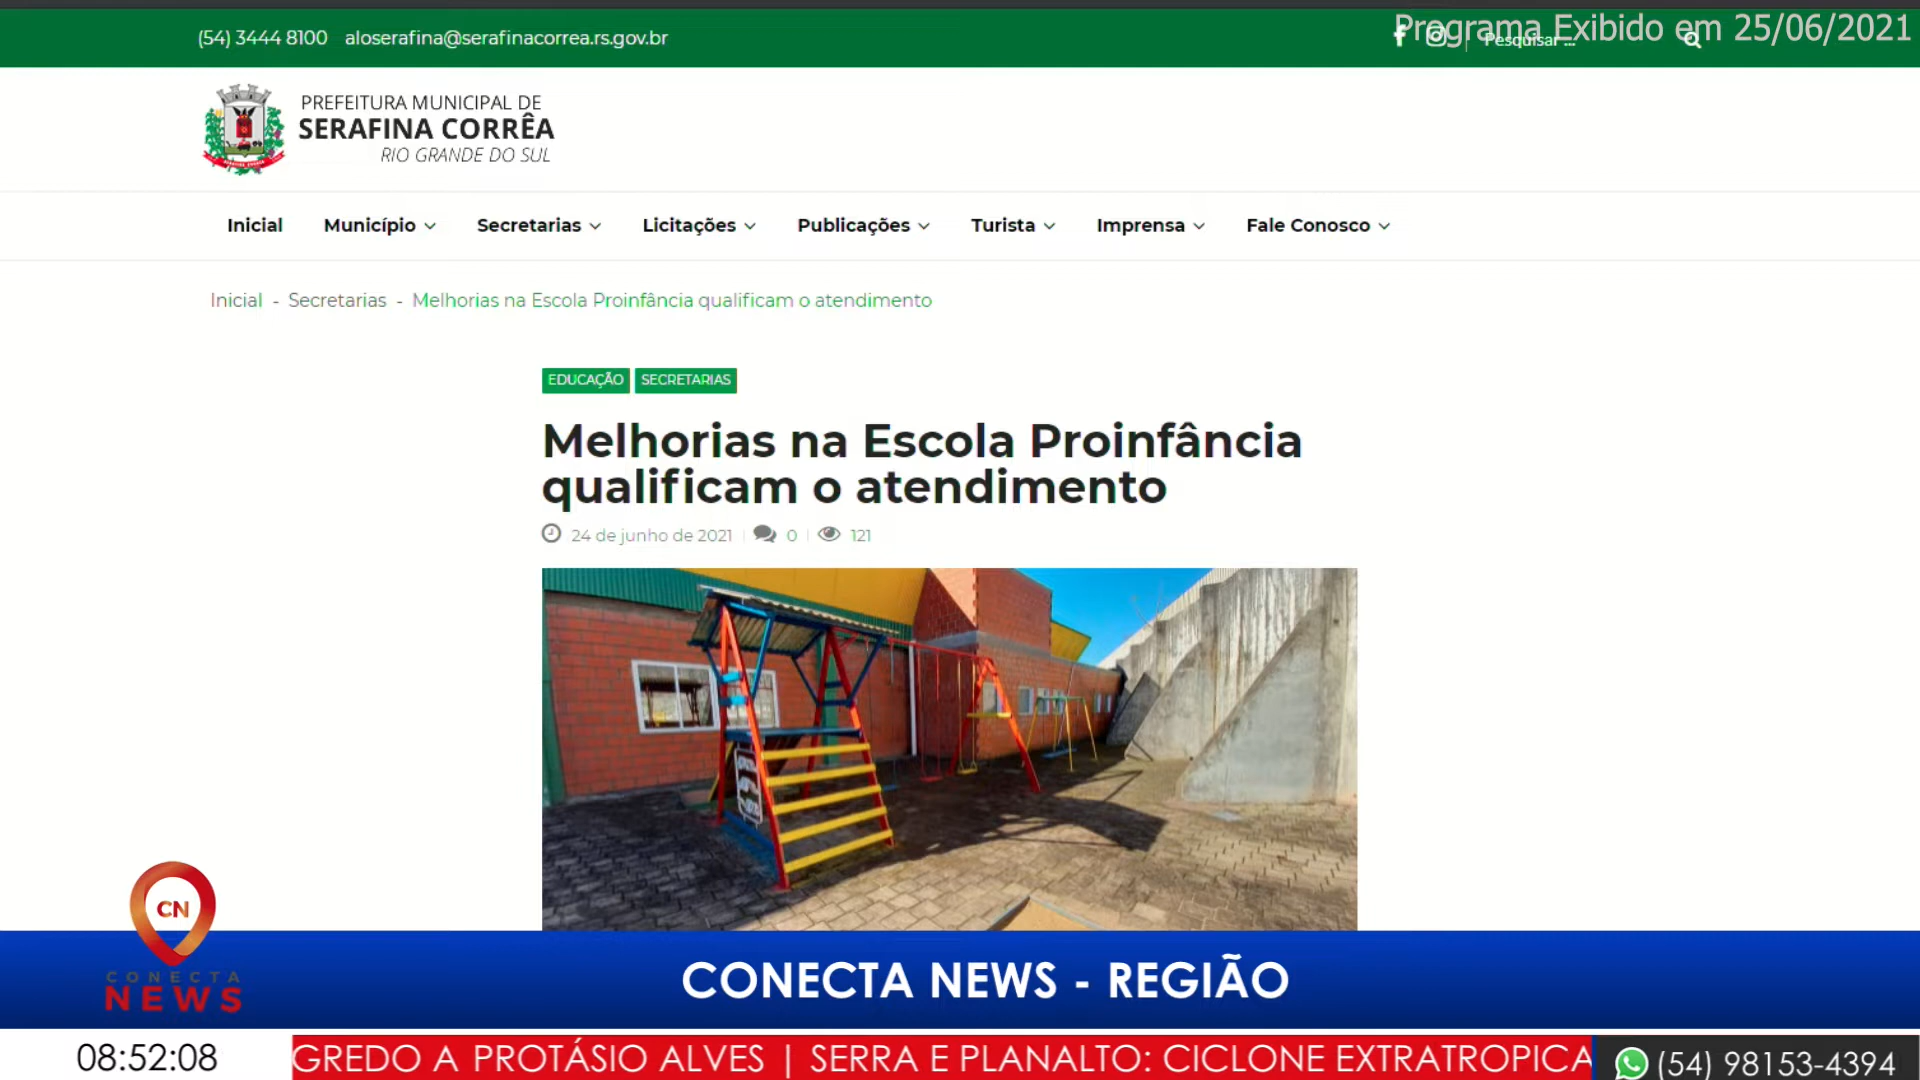 Programa Exibido em 25/06/2021
(54) 3444 8100 aloserafina@serafinacorrea.rs.gov.br
Pesquisar ...
PREFEITURA MUNICIPAL DE
SERAFINA CORRÊA
RIO GRANDE DO SUL
Inicial Município Secretarias Licitações Publicações Turista Imprensa Fale Conosco
Inicial - Secretarias - Melhorias na Escola Proinfância qualificam o atendimento
EDUCAÇÃO SECRETARIAS
Melhorias na Escola Proinfância
qualificam o atendimento
24 de junho de 2021 0 121
CN
CONECTA
NEWS
CONECTA NEWS - REGIÃO
08:52:08 GREDO A PROTÁSIO ALVES | SERRA E PLANALTO: CICLONE EXTRATROPICA (54) 98153-4394